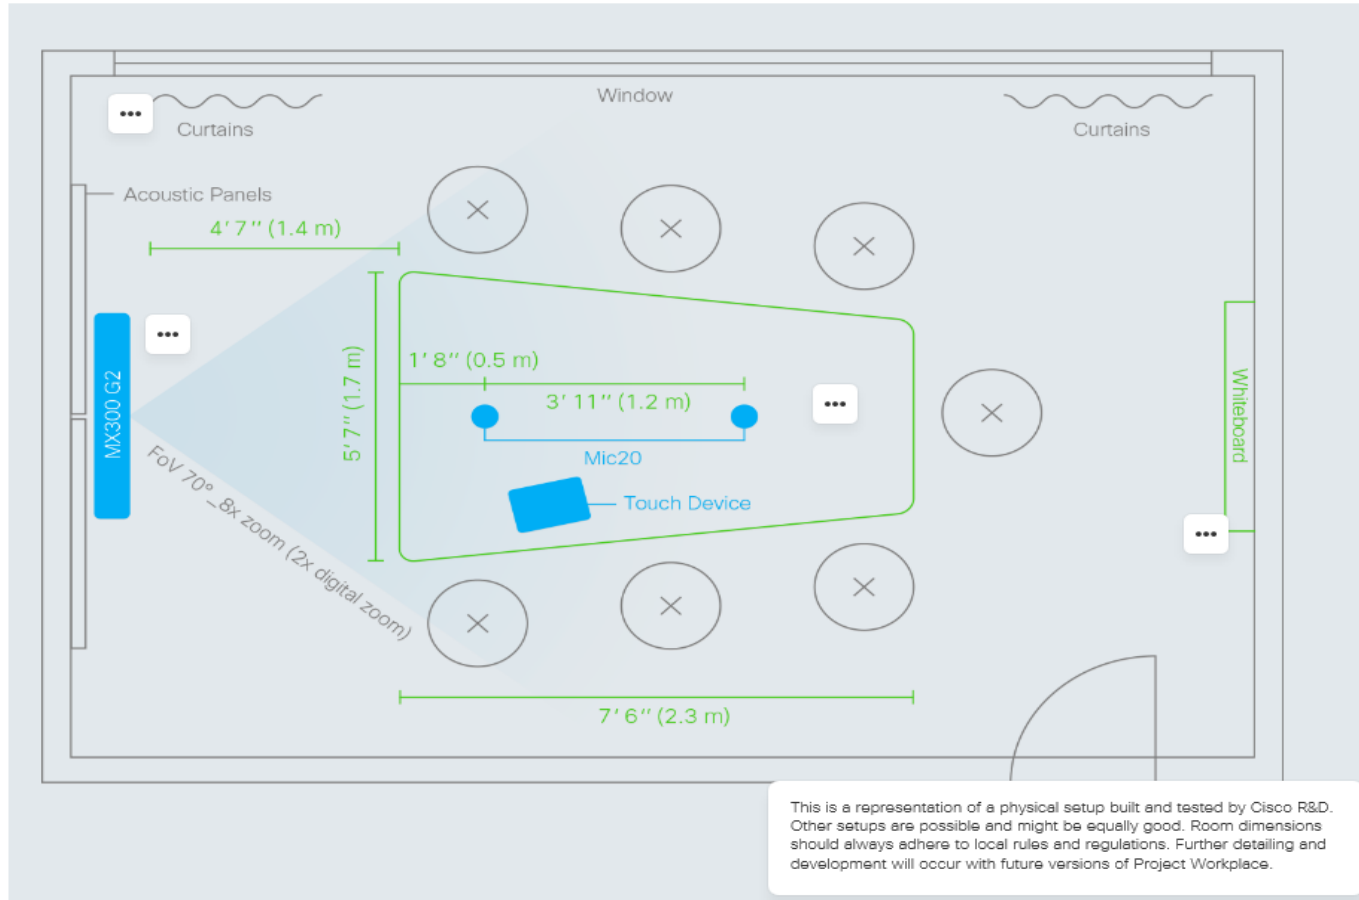 Window
Curtains
Curtains
Acoustic Panels
4' 7'' (1.4 m)
MX300 G2
FoV 70°_8x zoom (2x digital zoom)
5' 7'' (1.7 m)
1' 8'' (0.5 m)
3' 11'' (1.2 m)
Mic20
Touch Device
Whiteboard
7' 6'' (2.3 m)
This is a representation of a physical setup built and tested by Cisco R&D.
Other setups are possible and might be equally good. Room dimensions
should always adhere to local rules and regulations. Further detailing and
development will occur with future versions of Project Workplace.